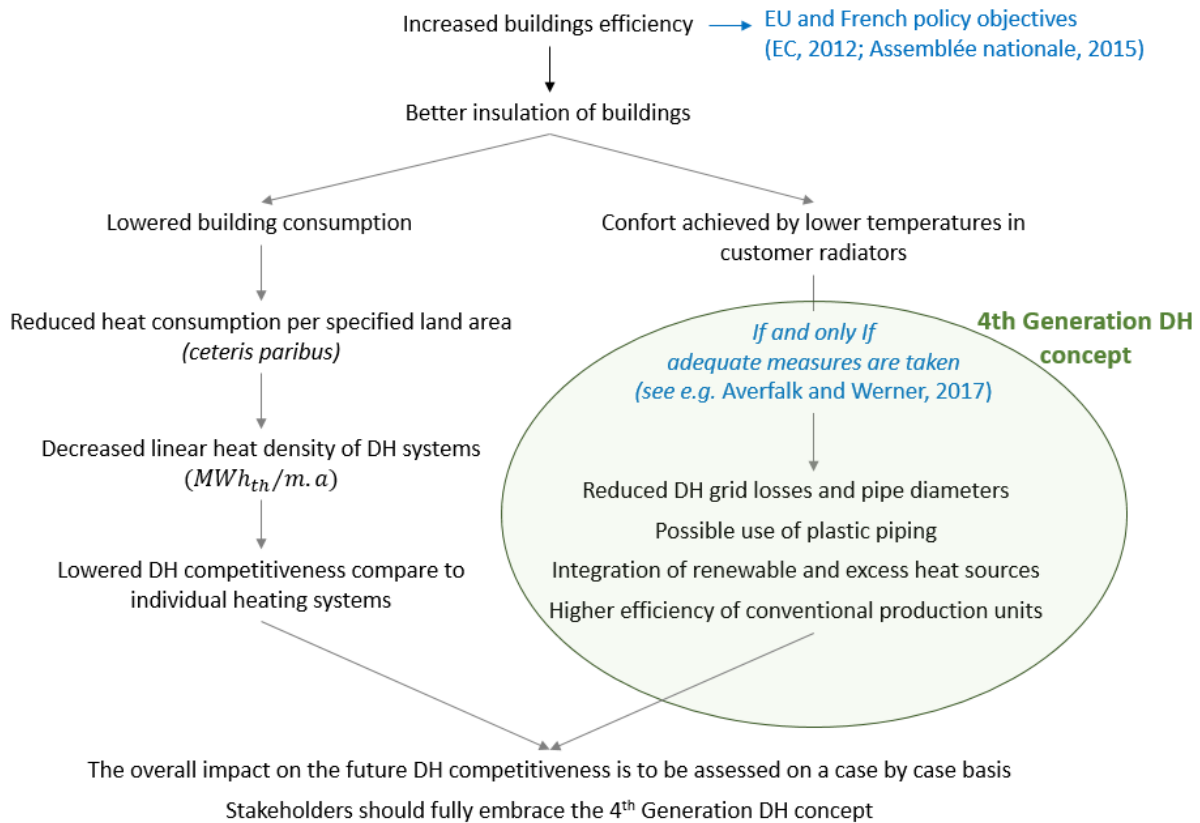 Increased buildings efficiency
EU and French policy objectives
(EC, 2012; Assemblée nationale, 2015)
Better insulation of buildings
Lowered building consumption
Reduced heat consumption per specified land area
(ceteris paribus)
Decreased linear heat density of DH systems
(MWh_th/m.a)
Lowered DH competitiveness compare to
individual heating systems
Confort achieved by lower temperatures in
customer radiators
4th Generation DH
concept
If and only If
adequate measures are taken
(see e.g. Averfalk and Werner, 2017)
Reduced DH grid losses and pipe diameters
Possible use of plastic piping
Integration of renewable and excess heat sources
Higher efficiency of conventional production units
The overall impact on the future DH competitiveness is to be assessed on a case by case basis
Stakeholders should fully embrace the 4th Generation DH concept